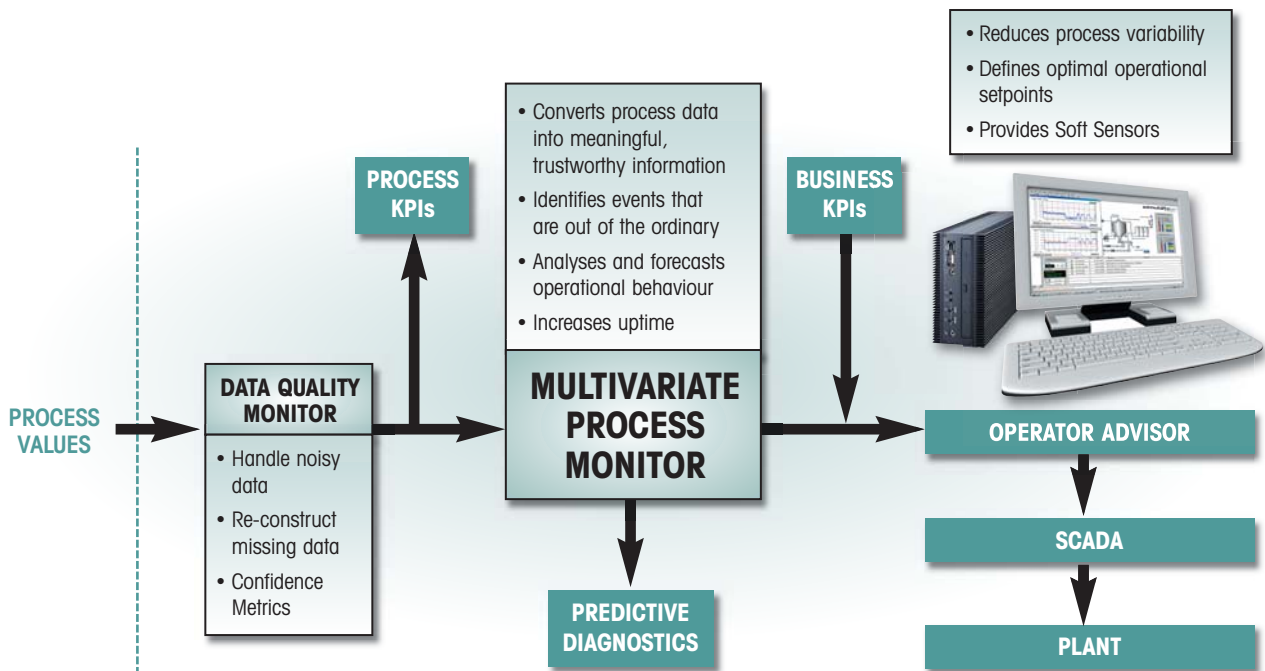 PROCESS
VALUES
DATA QUALITY
MONITOR
• Handle noisy
data
• Re-construct
missing data
• Confidence
Metrics
PROCESS
KPIs
• Converts process data
into meaningful,
trustworthy information
• Identifies events that
are out of the ordinary
• Analyses and forecasts
operational behaviour
• Increases uptime
MULTIVARIATE
PROCESS
MONITOR
PREDICTIVE
DIAGNOSTICS
BUSINESS
KPIs
• Reduces process variability
• Defines optimal operational
setpoints
• Provides Soft Sensors
OPERATOR ADVISOR
SCADA
PLANT